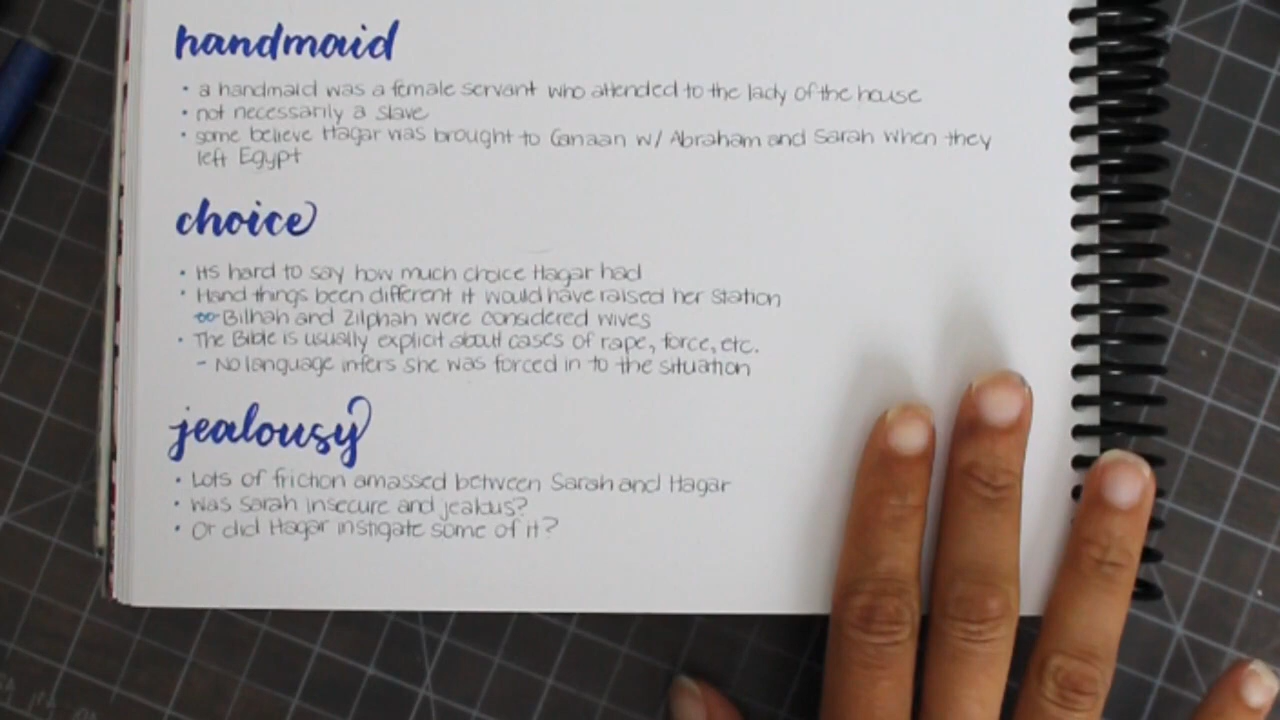 handmaid
• a handmaid was a female servant who attended to the lady of the house
• not necessarily a slave
• some believe Hagar was brought to Canaan w/ Abraham and Sarah when they
left Egypt
choice
• its hard to say how much choice Hagar had
• Hand things been different it would have raised her station
Bilhah and Zilphah were considered wives
• The Bible is usually explicit about cases of rape, force, etc.
- No language infers she was forced in to the situation
jealousy
• Lots of friction amassed between Sarah and Hagar
• was Sarah insecure and jealous?
• Or did Hagar instigate some of it?